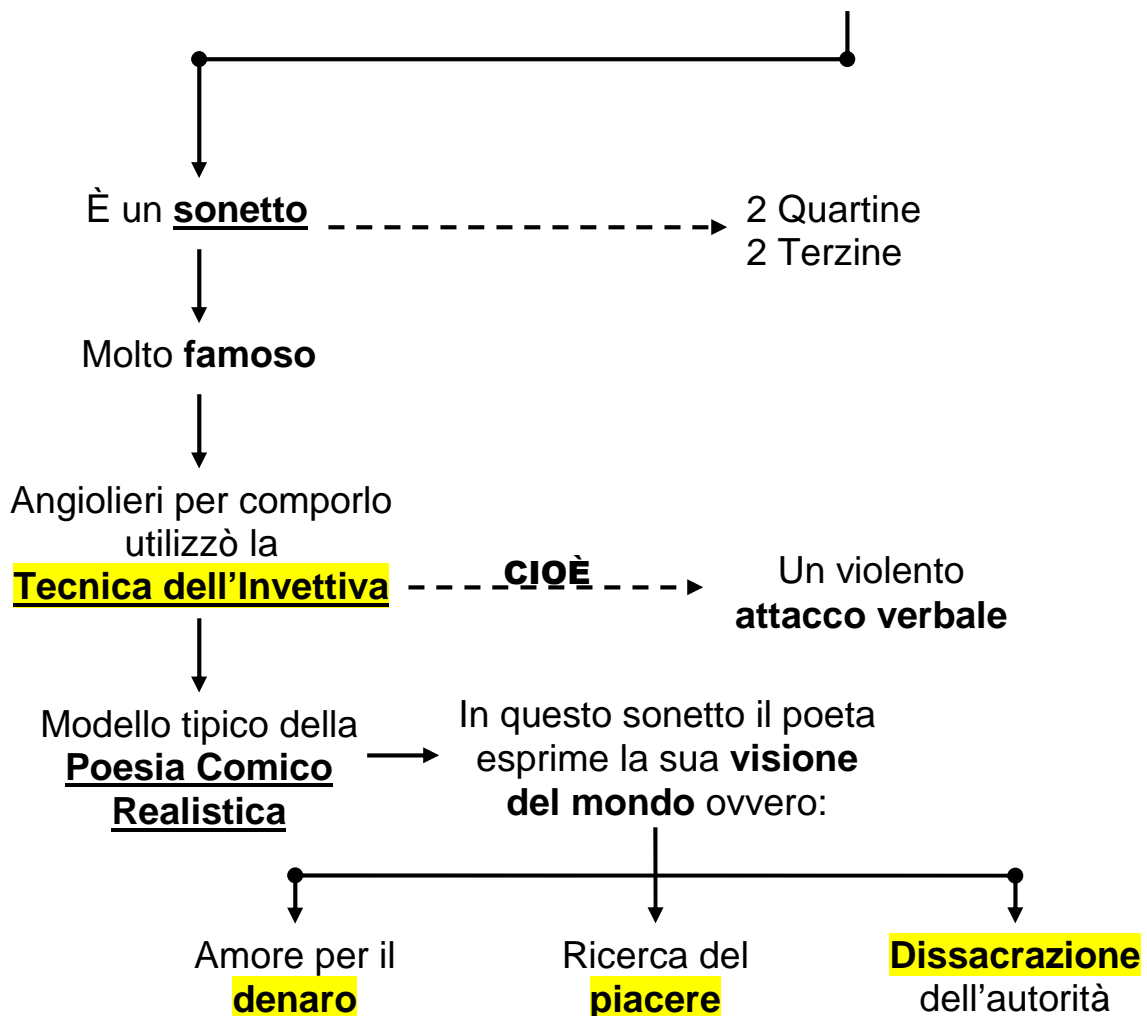 È un sonetto
2 Quartine
2 Terzine
Molto famoso
Angiolieri per comporlo
utilizzò la
Tecnica dell’Invettiva
CIOÈ
Un violento
attacco verbale
Modello tipico della
Poesia Comico
Realistica
In questo sonetto il poeta
esprime la sua visione
del mondo ovvero:
Amore per il
denaro
Ricerca del
piacere
Dissacrazione
dell’autorità